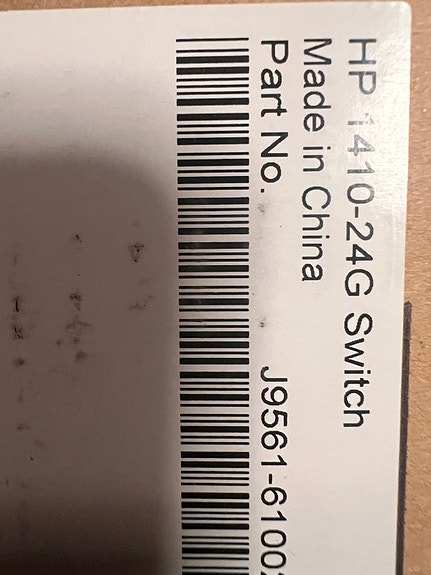 HP 1410-24G Switch
Made in China
Part No. J9561-6100